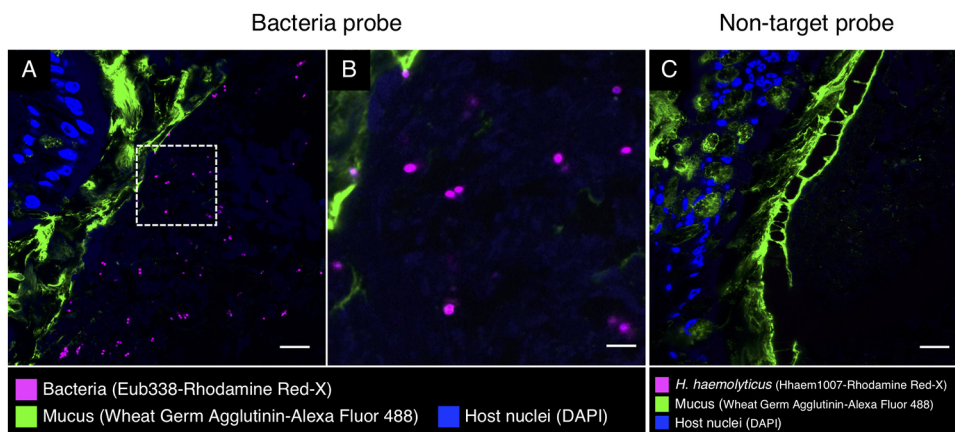 Bacteria probe
Non-target probe
A
B
C
Bacteria (Eub338-Rhodamine Red-X)
Mucus (Wheat Germ Agglutinin-Alexa Fluor 488)
Host nuclei (DAPI)
H. haemolyticus (Hhaem1007-Rhodamine Red-X)
Mucus (Wheat Germ Agglutinin-Alexa Fluor 488)
Host nuclei (DAPI)